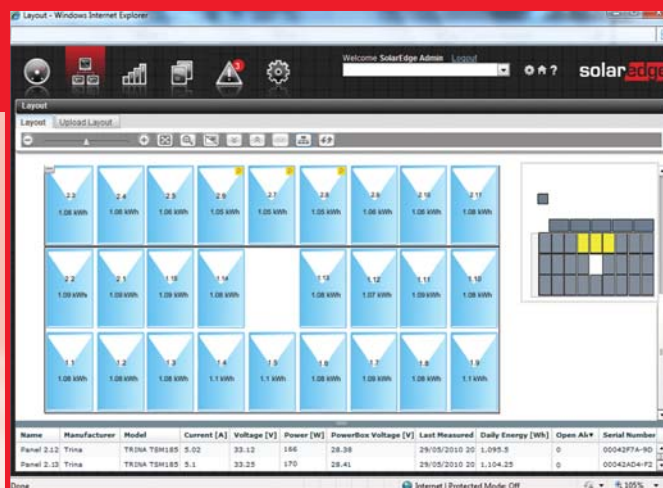 Layout - Windows Internet Explorer
3
Welcome SolarEdge Admin Logout
?
solaredge
Layout
Layout Upload Layout
2.3 2.4 2.5 2.6 2.7 2.8 2.9 2.10 2.11
1.08 kWh 1.08 kWh 1.06 kWh 1.05 kWh 1.05 kWh 1.05 kWh 1.06 kWh 1.06 kWh 1.08 kWh
2.2 2.1 1.15 1.14 1.13 1.12 1.11 1.10
1.09 kWh 1.09 kWh 1.09 kWh 1.08 kWh 1.08 kWh 1.07 kWh 1.09 kWh 1.08 kWh
1.1 1.2 1.3 1.4 1.5 1.6 1.7 1.8 1.9
1.08 kWh 1.08 kWh 1.08 kWh 1.1 kWh 1.1 kWh 1.08 kWh 1.09 kWh 1.08 kWh 1.1 kWh
Name Manufacturer Model Current [A] Voltage [V] Power [W] PowerBox Voltage [V] Last Measured Daily Energy [Wh] Open Serial Number
Panel 2.12 Trina TRINA TSM185 5.02 33.12 166 28.38 29/05/2010 20 1,095.5 0 00042F7A-9D
Panel 2.13 Trina TRINA TSM185 5.1 33.25 170 28.41 29/05/2010 20 1,104.25 0 00042AD4-F2
Done Internet | Protected Mode: Off 105%